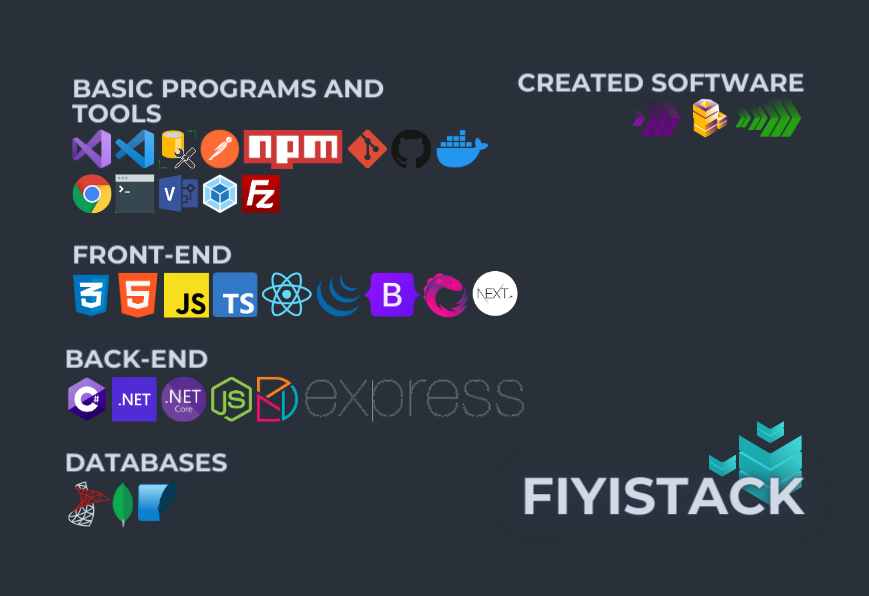 BASIC PROGRAMS AND
TOOLS
npm
>_
V
Fz
CREATED SOFTWARE
FRONT-END
3
5
JS
TS
B
NEXT.JS
BACK-END
C#
.NET
.NET
Core
JS
express
DATABASES
FIYISTACK